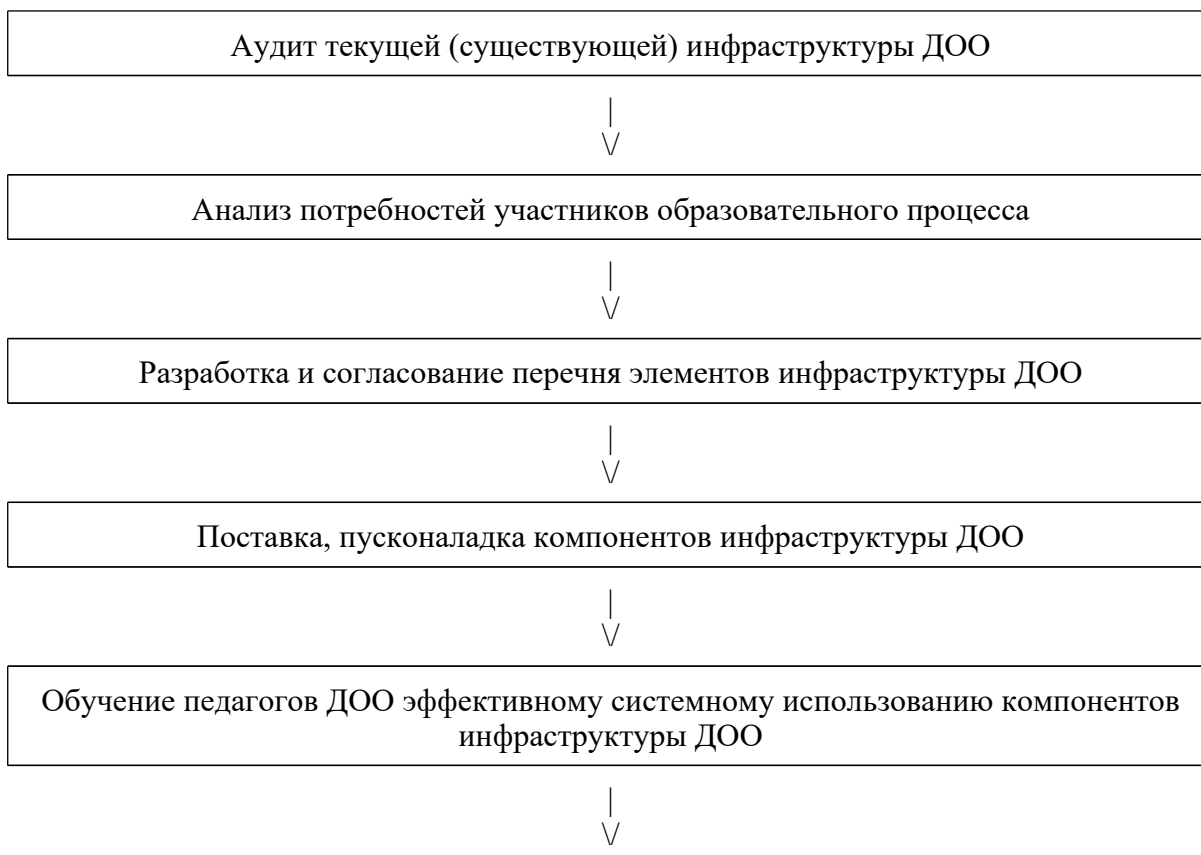 Аудит текущей (существующей) инфраструктуры ДОО
Анализ потребностей участников образовательного процесса
Разработка и согласование перечня элементов инфраструктуры ДОО
Поставка, пусконаладка компонентов инфраструктуры ДОО
Обучение педагогов ДОО эффективному системному использованию компонентов
инфраструктуры ДОО